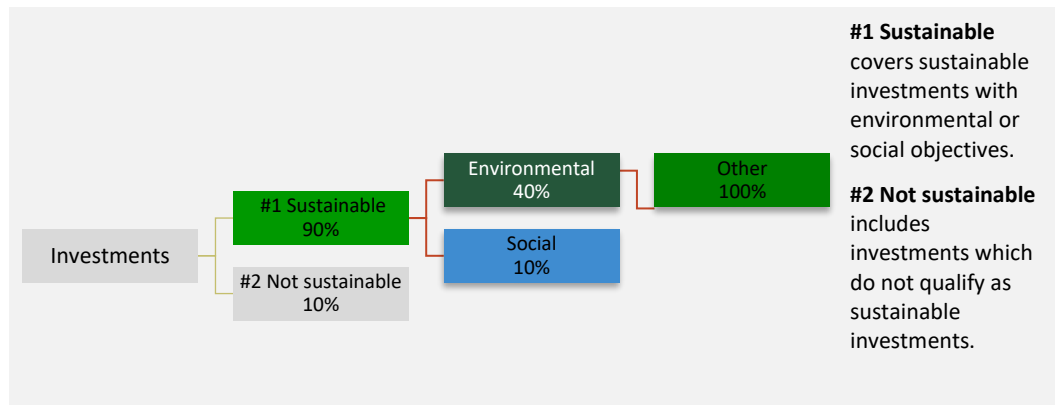 Investments
#1 Sustainable
90%
#2 Not sustainable
10%
Environmental
40%
Social
10%
Other
100%
#1 Sustainable
covers sustainable
investments with
environmental or
social objectives.
#2 Not sustainable
includes
investments which
do not qualify as
sustainable
investments.